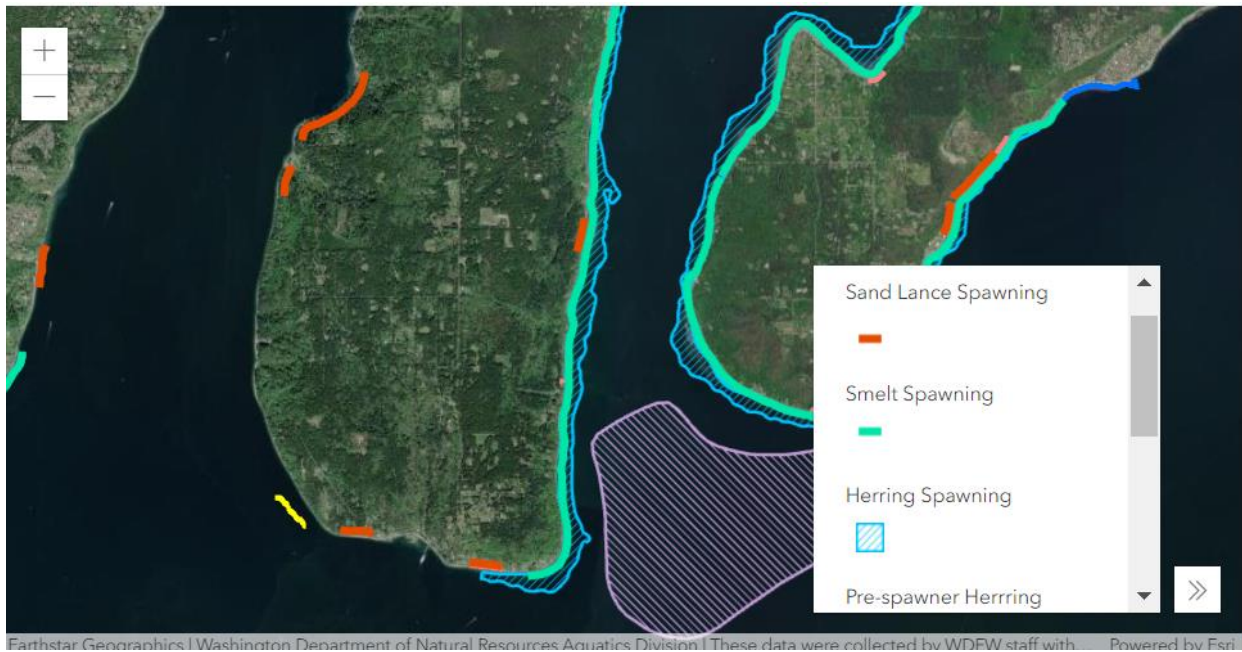 +
−
Sand Lance Spawning
Smelt Spawning
Herring Spawning
Pre-spawner Herrring
Earthstar Geographics | Washington Department of Natural Resources Aquatics Division | These data were collected by WDFW staff with... Powered by Esri